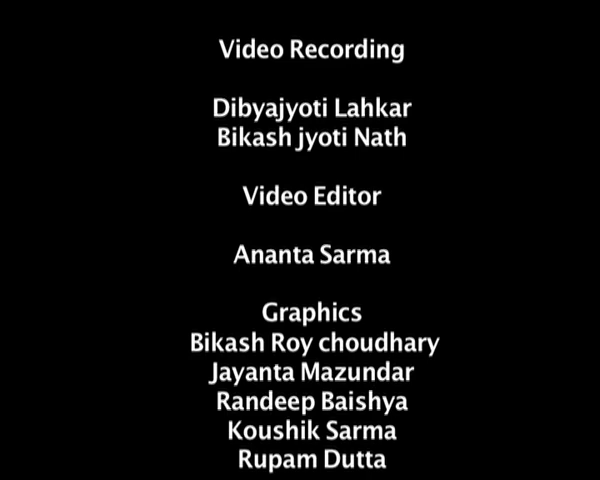 Video Recording
Dibyajyoti Lahkar
Bikash jyoti Nath
Video Editor
Ananta Sarma
Graphics
Bikash Roy choudhary
Jayanta Mazundar
Randeep Baishya
Koushik Sarma
Rupam Dutta